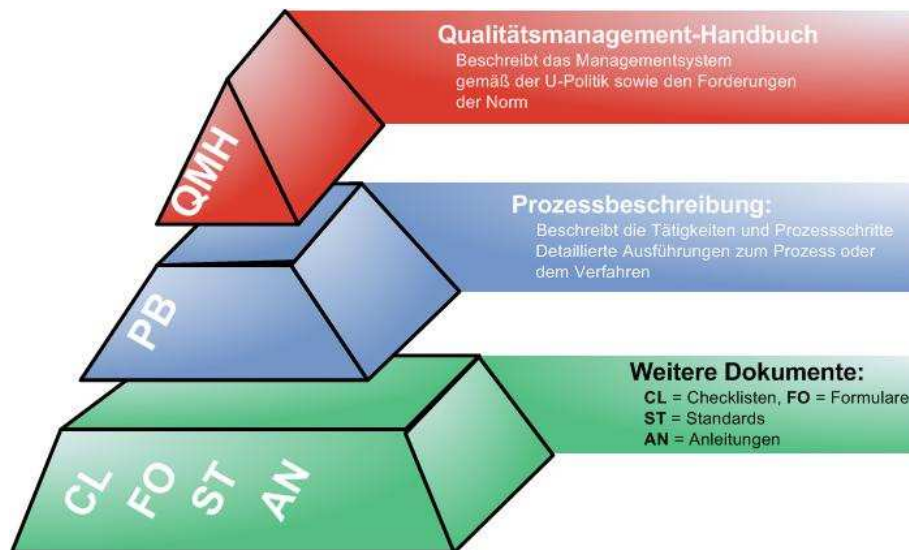 Qualitätsmanagement-Handbuch
Beschreibt das Managementsystem
gemäß der U-Politik sowie den Forderungen
der Norm
QMH
Prozessbeschreibung:
Beschreibt die Tätigkeiten und Prozessschritte
Detaillierte Ausführungen zum Prozess oder
dem Verfahren
PB
Weitere Dokumente:
CL = Checklisten, FO = Formulare
ST = Standards
AN = Anleitungen
CL FO ST AN